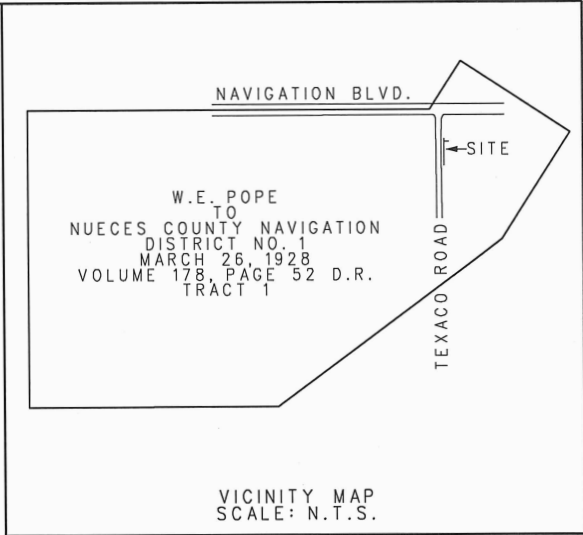 NAVIGATION BLVD.
SITE
W.E. POPE
TO
NUECES COUNTY NAVIGATION
DISTRICT NO. 1
MARCH 26, 1928
VOLUME 178, PAGE 52 D.R.
TRACT 1
TEXACO ROAD
VICINITY MAP
SCALE: N.T.S.